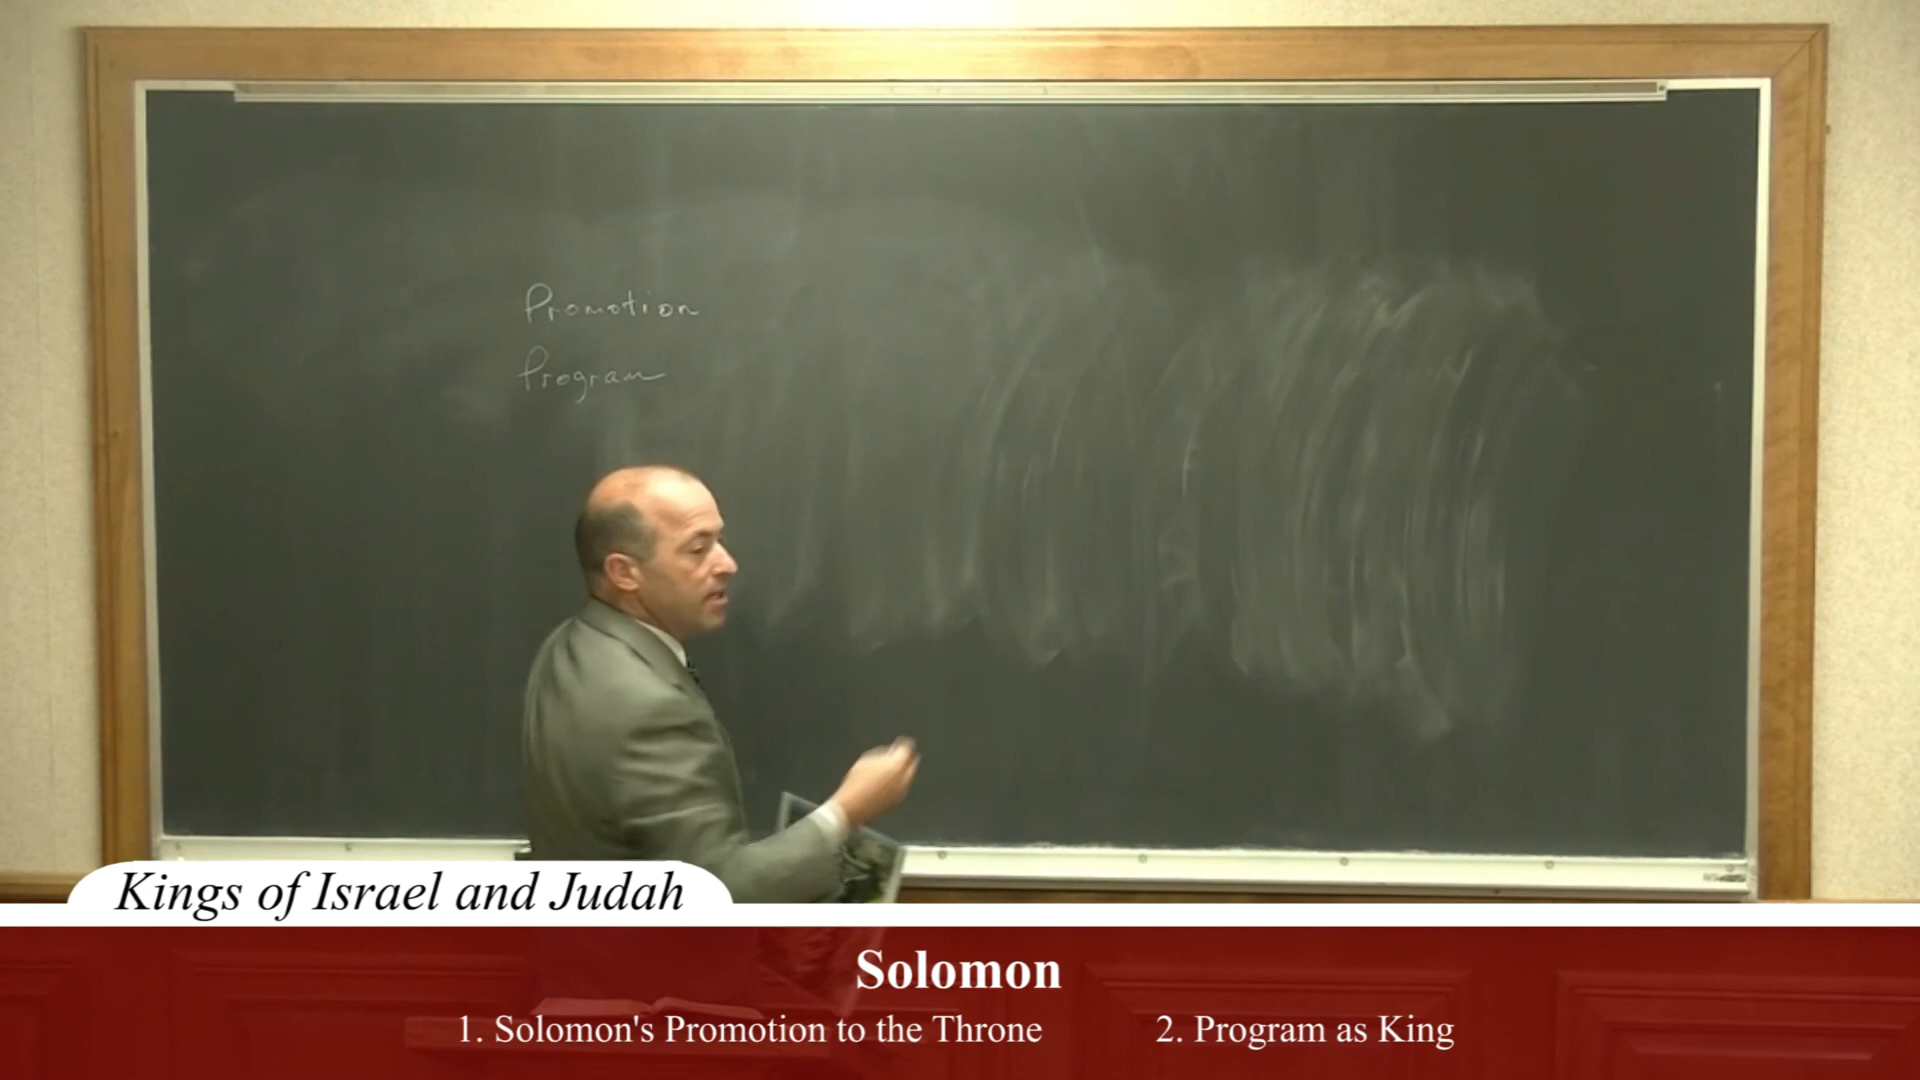 Promotion
Program
Kings of Israel and Judah
Solomon
1. Solomon's Promotion to the Throne
2. Program as King